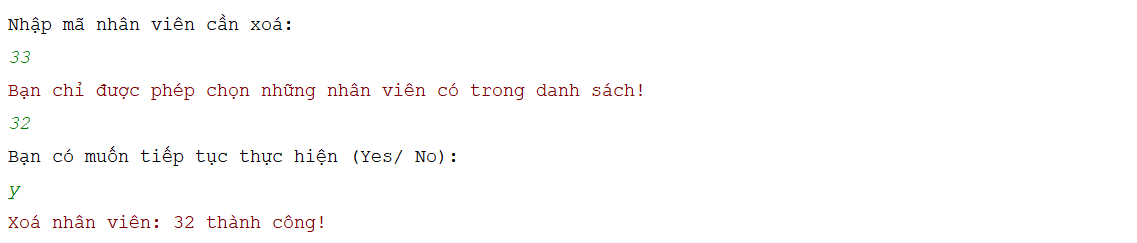 Nhập mã nhân viên cần xoá:
33
Bạn chỉ được phép chọn những nhân viên có trong danh sách!
32
Bạn có muốn tiếp tục thực hiện (Yes/ No):
y
Xoá nhân viên: 32 thành công!